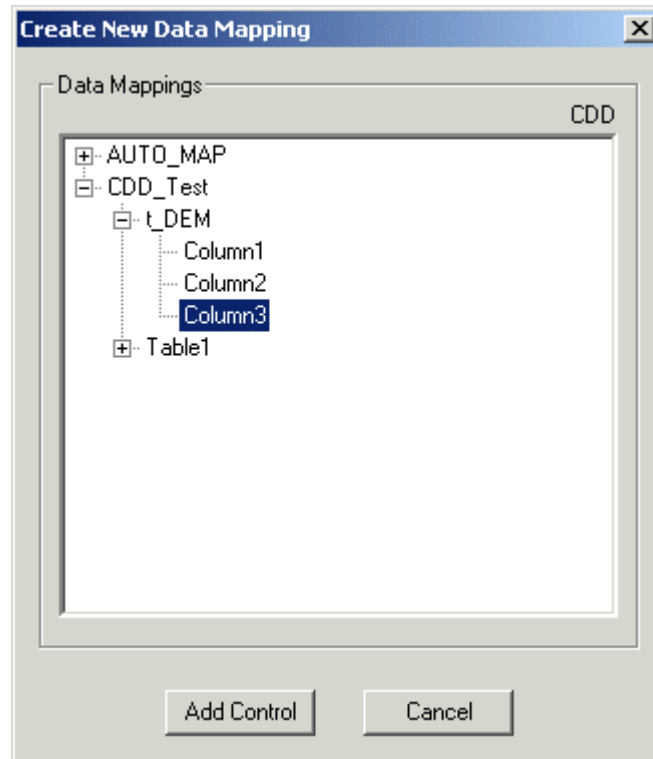 Create New Data Mapping
Data Mappings
CDD
AUTO_MAP
CDD_Test
t_DEM
Column1
Column2
Column3
Table1
Add Control Cancel